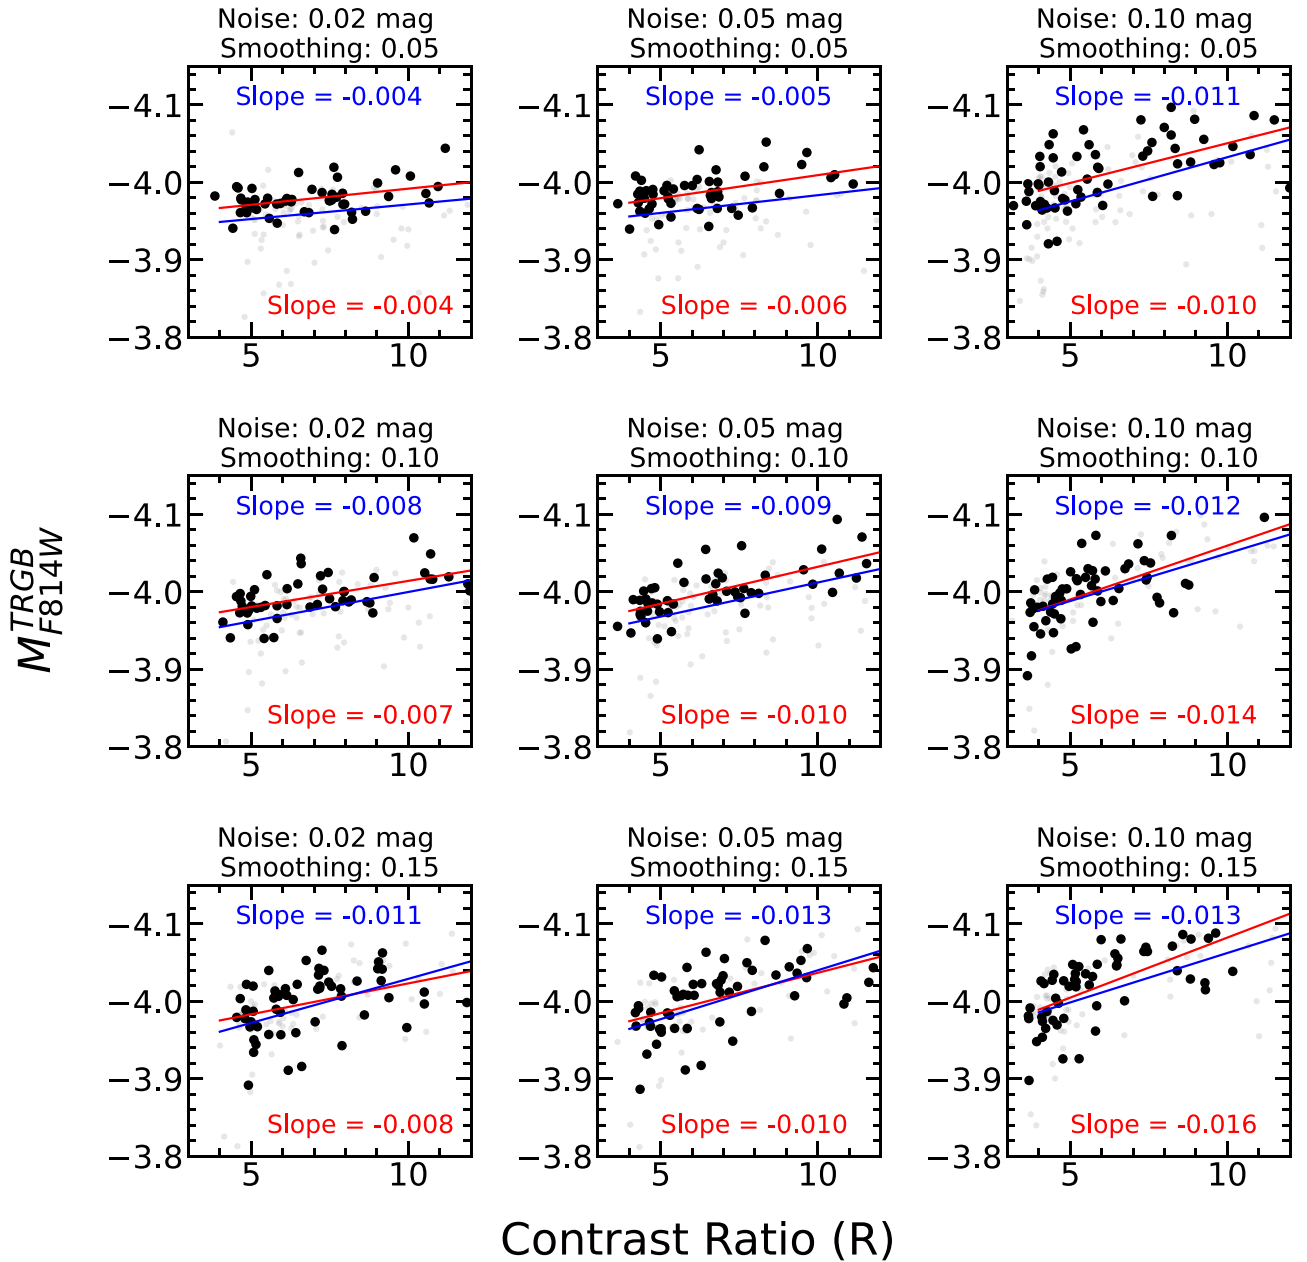 Noise: 0.02 mag
Smoothing: 0.05
Noise: 0.05 mag
Smoothing: 0.05
Noise: 0.10 mag
Smoothing: 0.05
Slope = -0.004
Slope = -0.005
Slope = -0.011
−4.1
−4.0
−3.9
−3.8
−4.1
−4.0
−3.9
−3.8
−4.1
−4.0
−3.9
−3.8
Slope = -0.004
Slope = -0.006
Slope = -0.010
5 10
5 10
5 10
Noise: 0.02 mag
Smoothing: 0.10
Noise: 0.05 mag
Smoothing: 0.10
Noise: 0.10 mag
Smoothing: 0.10
Slope = -0.008
Slope = -0.009
Slope = -0.012
−4.1
−4.0
−3.9
−3.8
−4.1
−4.0
−3.9
−3.8
−4.1
−4.0
−3.9
−3.8
Slope = -0.007
Slope = -0.010
Slope = -0.014
5 10
5 10
5 10
M TRGB F814W
Noise: 0.02 mag
Smoothing: 0.15
Noise: 0.05 mag
Smoothing: 0.15
Noise: 0.10 mag
Smoothing: 0.15
Slope = -0.011
Slope = -0.013
Slope = -0.013
−4.1
−4.0
−3.9
−3.8
−4.1
−4.0
−3.9
−3.8
−4.1
−4.0
−3.9
−3.8
Slope = -0.008
Slope = -0.010
Slope = -0.016
5 10
5 10
5 10
Contrast Ratio (R)